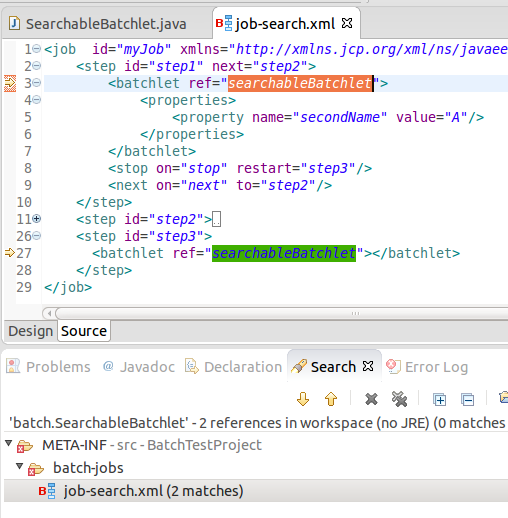 SearchableBatchlet.java job-search.xml
1 <job id="myJob" xmlns="http://xmlns.jcp.org/xml/ns/javaee
2 <step id="step1" next="step2">
3 <batchlet ref="searchableBatchlet">
4 <properties>
5 <property name="secondName" value="A"/>
6 </properties>
7 </batchlet>
8 <stop on="stop" restart="step3"/>
9 <next on="next" to="step2"/>
10 </step>
11 <step id="step2">
26 <step id="step3">
27 <batchlet ref="searchableBatchlet"></batchlet>
28 </step>
29 </job>
Design Source
Problems @ Javadoc Declaration Search Error Log
'batch.SearchableBatchlet' - 2 references in workspace (no JRE) (0 matches
META-INF - src - BatchTestProject
batch-jobs
job-search.xml (2 matches)